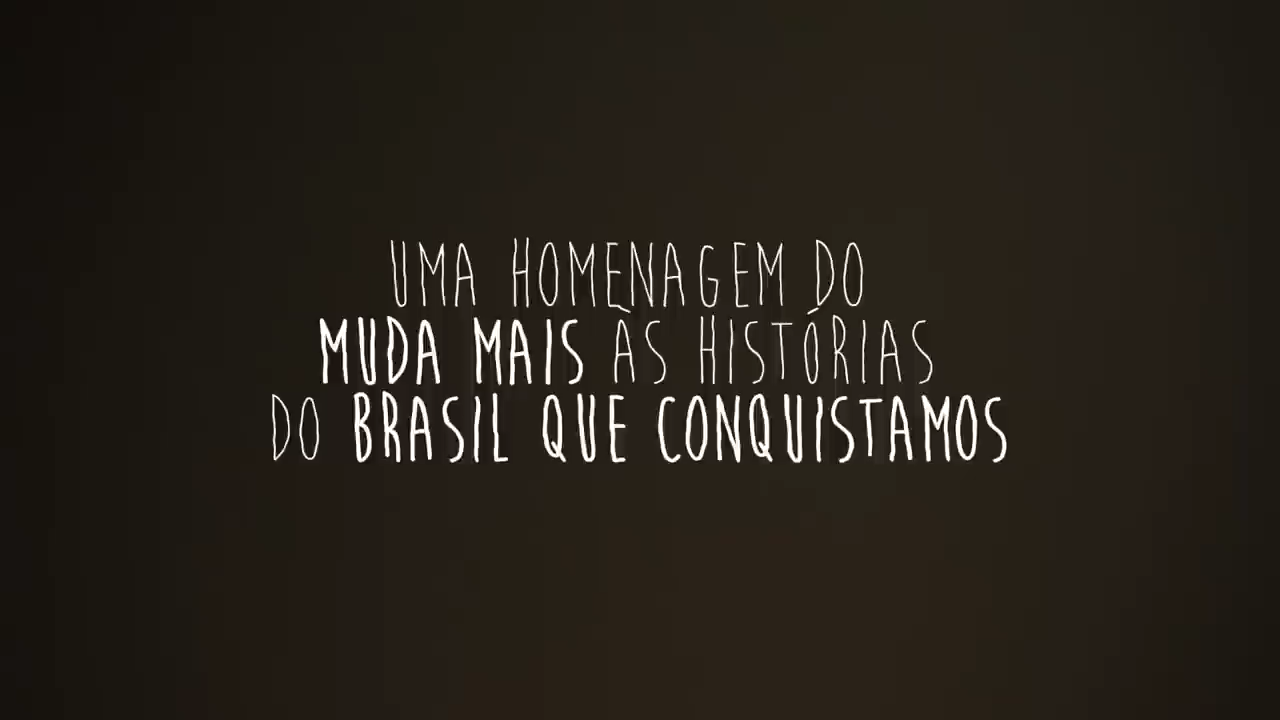 UMA HOMENAGEM DO
MUDA MAIS ÀS HISTÓRIAS
DO BRASIL QUE CONQUISTAMOS